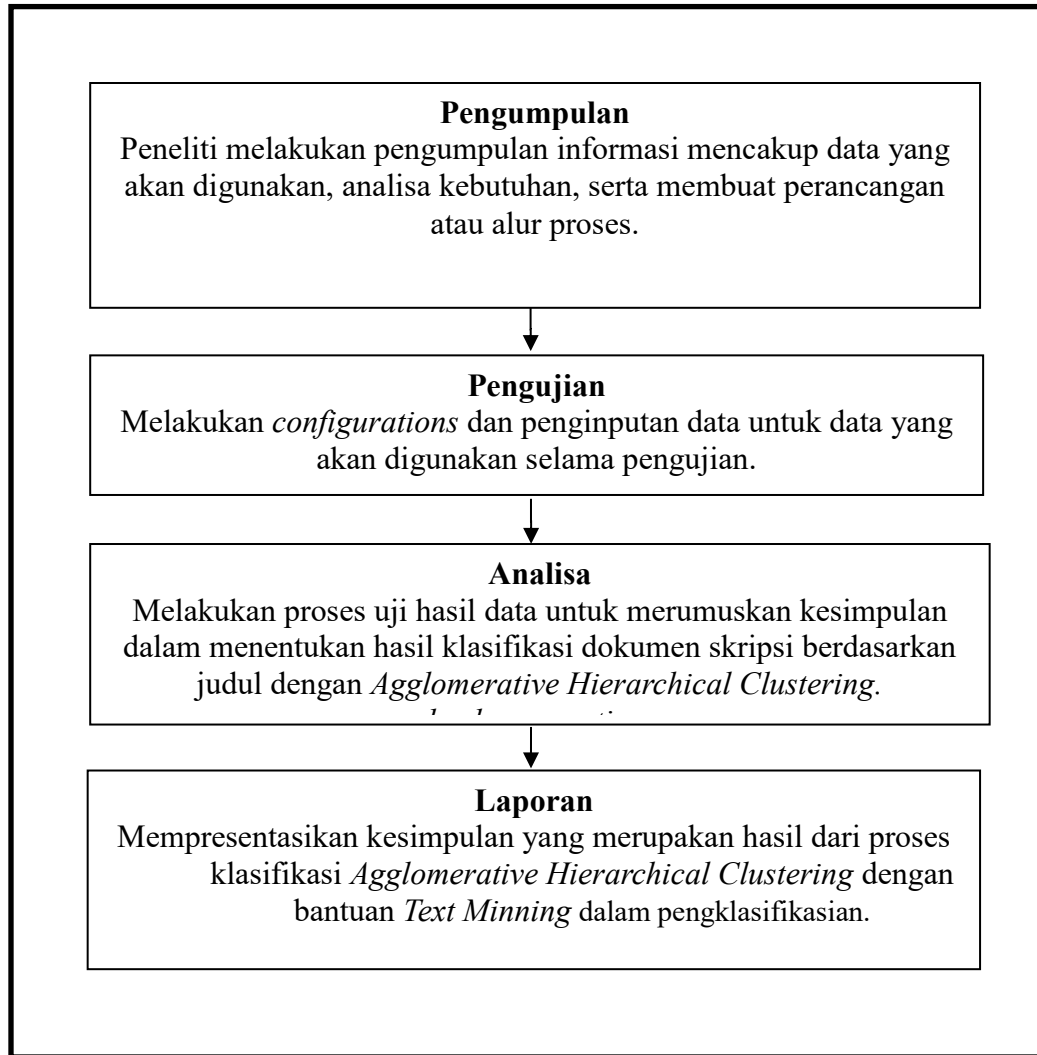 Pengumpulan
Peneliti melakukan pengumpulan informasi mencakup data yang
akan digunakan, analisa kebutuhan, serta membuat perancangan
atau alur proses.
Pengujian
Melakukan configurations dan penginputan data untuk data yang
akan digunakan selama pengujian.
Analisa
Melakukan proses uji hasil data untuk merumuskan kesimpulan
dalam menentukan hasil klasifikasi dokumen skripsi berdasarkan
judul dengan Agglomerative Hierarchical Clustering.
Laporan
Mempresentasikan kesimpulan yang merupakan hasil dari proses
klasifikasi Agglomerative Hierarchical Clustering dengan
bantuan Text Minning dalam pengklasifikasian.